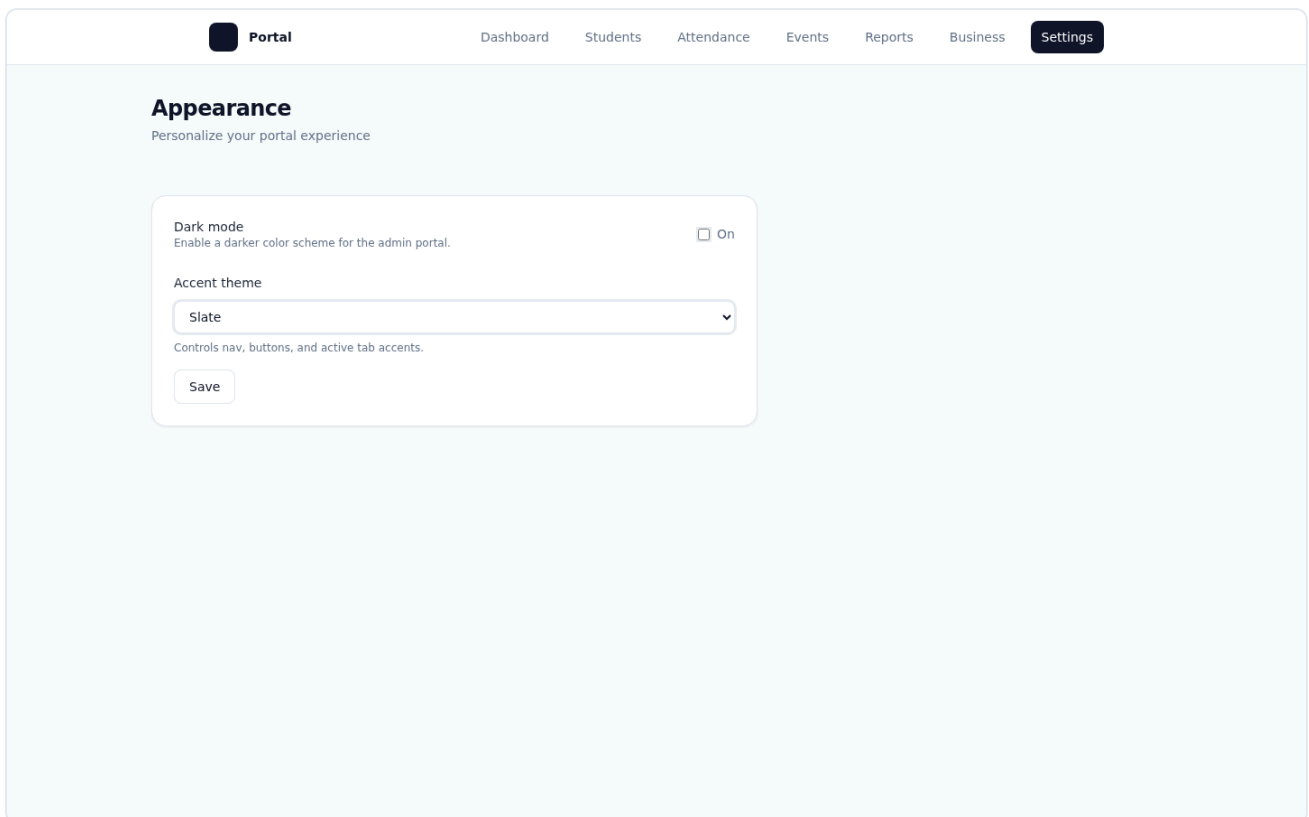 Portal
Dashboard
Students
Attendance
Events
Reports
Business
Settings
Appearance
Personalize your portal experience
Dark mode
Enable a darker color scheme for the admin portal.
On
Accent theme
Slate
Controls nav, buttons, and active tab accents.
Save